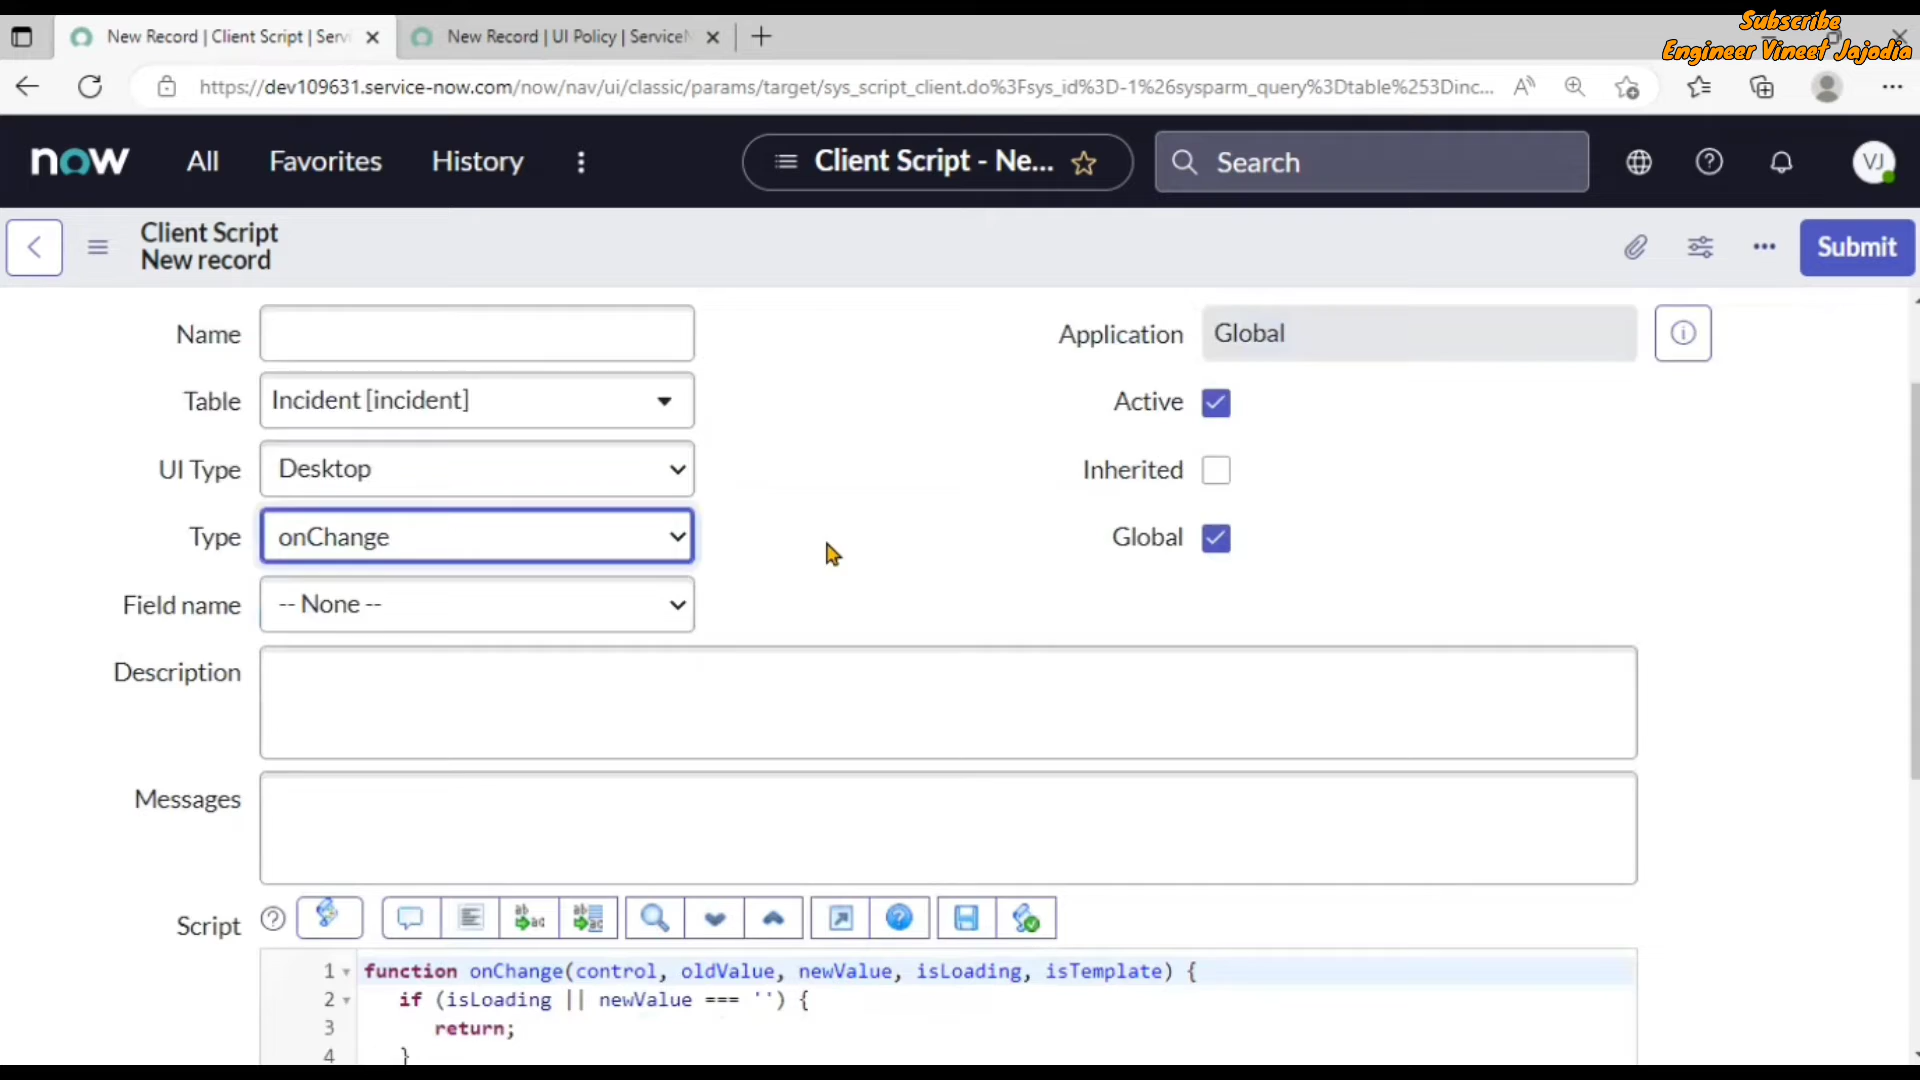 New Record | Client Script | Serv
New Record | UI Policy | Service
Subscribe
Engineer Vineet Jajodia
https://dev109631.service-now.com/now/nav/ui/classic/params/target/sys_script_client.do%3Fsys_id%3D-1%26sysparm_query%3Dtable%253Dinc...
now
All
Favorites
History
Client Script - Ne...
Search
VJ
Client Script
New record
Submit
Name
Application
Global
Table
Incident [incident]
Active
UI Type
Desktop
Inherited
Type
onChange
Global
Field name
-- None --
Description
Messages
Script
1 function onChange(control, oldValue, newValue, isLoading, isTemplate) {
2 if (isLoading || newValue === '') {
3 return;
4 }